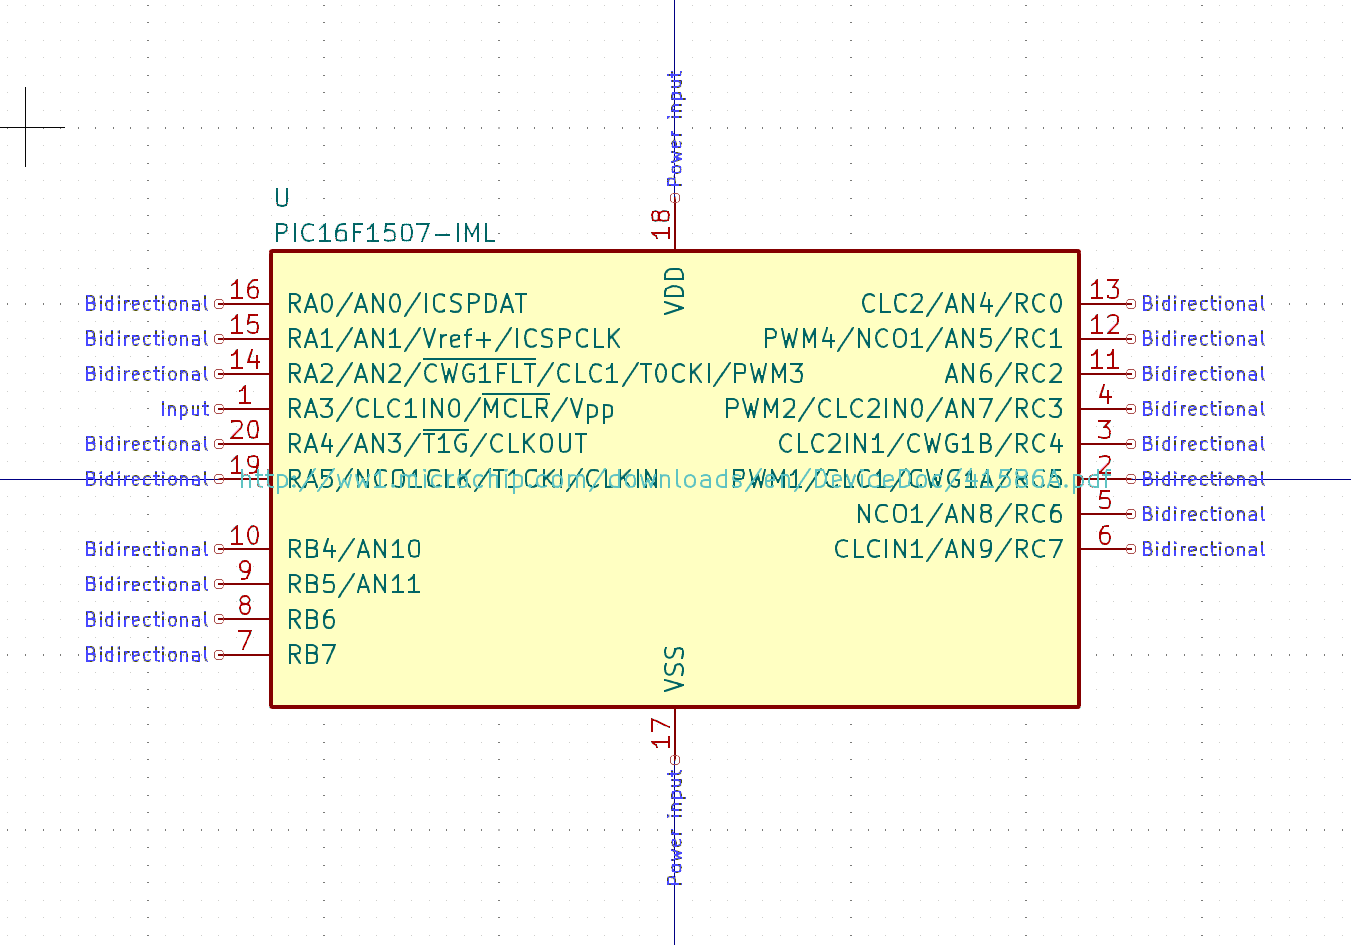 Power input
U
PIC16F1507-IML
18
VDD
Bidirectional 16 RA0/AN0/ICSPDAT CLC2/AN4/RC0 13 Bidirectional
Bidirectional 15 RA1/AN1/Vref+/ICSPCLK PWM4/NCO1/AN5/RC1 12 Bidirectional
Bidirectional 14 RA2/AN2/CWG1FLT/CLC1/T0CKI/PWM3 AN6/RC2 11 Bidirectional
Input 1 RA3/CLC1IN0/MCLR/Vpp PWM2/CLC2IN0/AN7/RC3 4 Bidirectional
Bidirectional 20 RA4/AN3/T1G/CLKOUT CLC2IN1/CWG1B/RC4 3 Bidirectional
Bidirectional 19 RA5/NCO1CLK/T1CKI/CLKIN PWM1/CLC1/CWG1A/RC5 2 Bidirectional
http://ww1.microchip.com/downloads/en/DeviceDoc/41586A.pdf
NCO1/AN8/RC6 5 Bidirectional
Bidirectional 10 RB4/AN10 CLCIN1/AN9/RC7 6 Bidirectional
Bidirectional 9 RB5/AN11
Bidirectional 8 RB6
Bidirectional 7 RB7
VSS
17
Power input